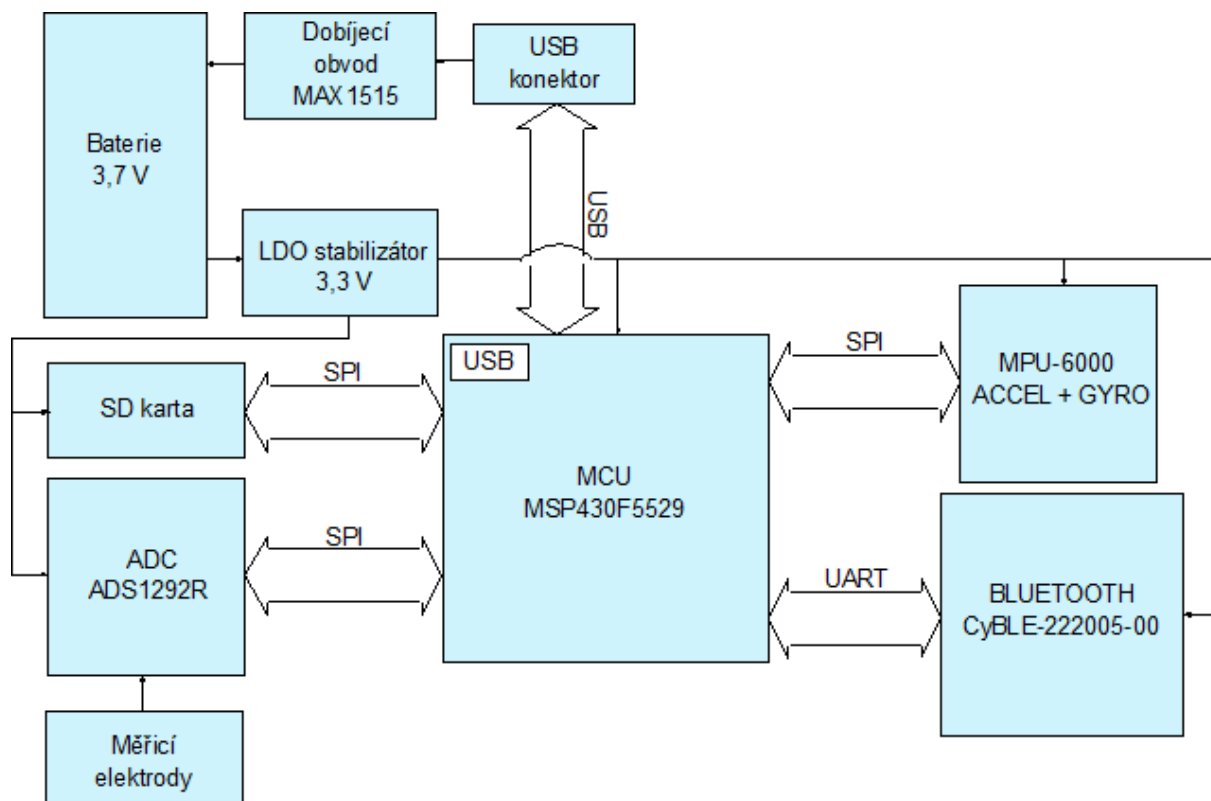 Dobíjecí
obvod
MAX1515
USB
konektor
Baterie
3,7 V
USB
LDO stabilizátor
3,3 V
USB
SPI
SD karta
SPI
MPU-6000
ACCEL + GYRO
MCU
MSP430F5529
SPI
ADC
ADS1292R
UART
BLUETOOTH
CyBLE-222005-00
Měřicí
elektrody